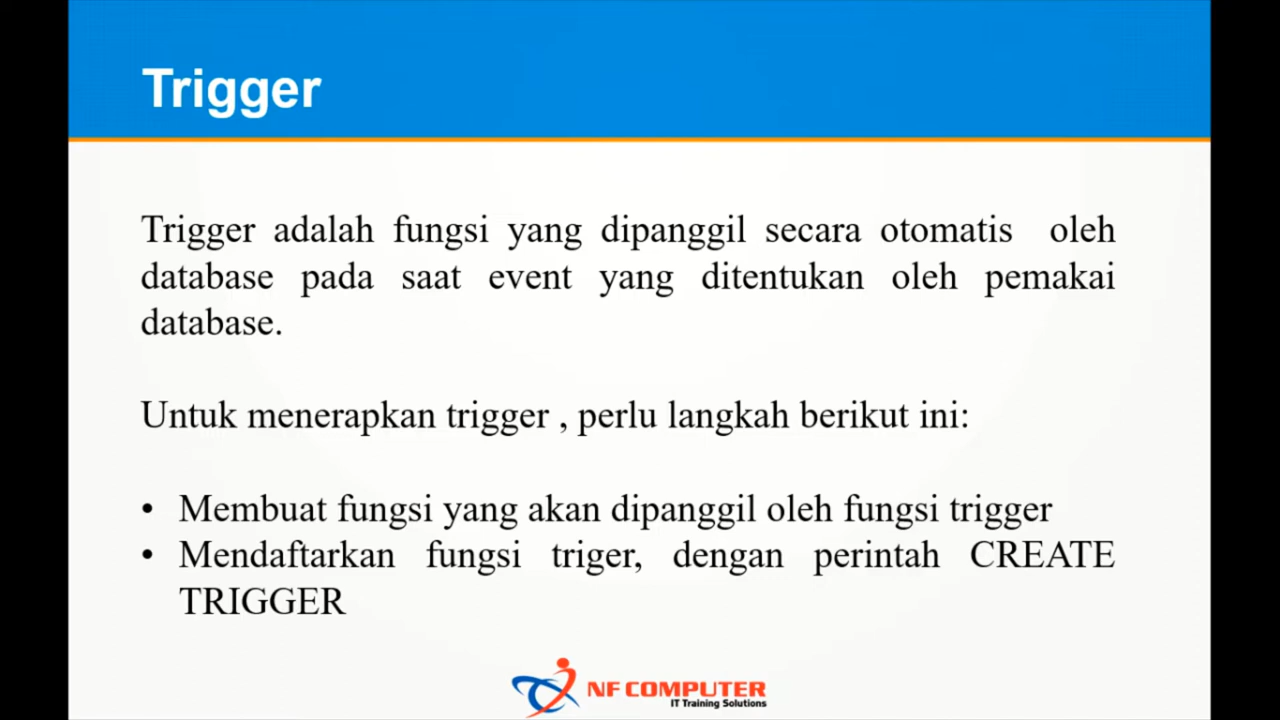 Trigger
Trigger adalah fungsi yang dipanggil secara otomatis oleh
database pada saat event yang ditentukan oleh pemakai
database.
Untuk menerapkan trigger , perlu langkah berikut ini:
• Membuat fungsi yang akan dipanggil oleh fungsi trigger
• Mendaftarkan fungsi triger, dengan perintah CREATE
TRIGGER
NF COMPUTER
IT Training Solutions